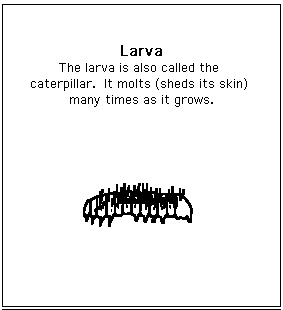 Larva
The larva is also called the
caterpillar. It molts (sheds its skin)
many times as it grows.